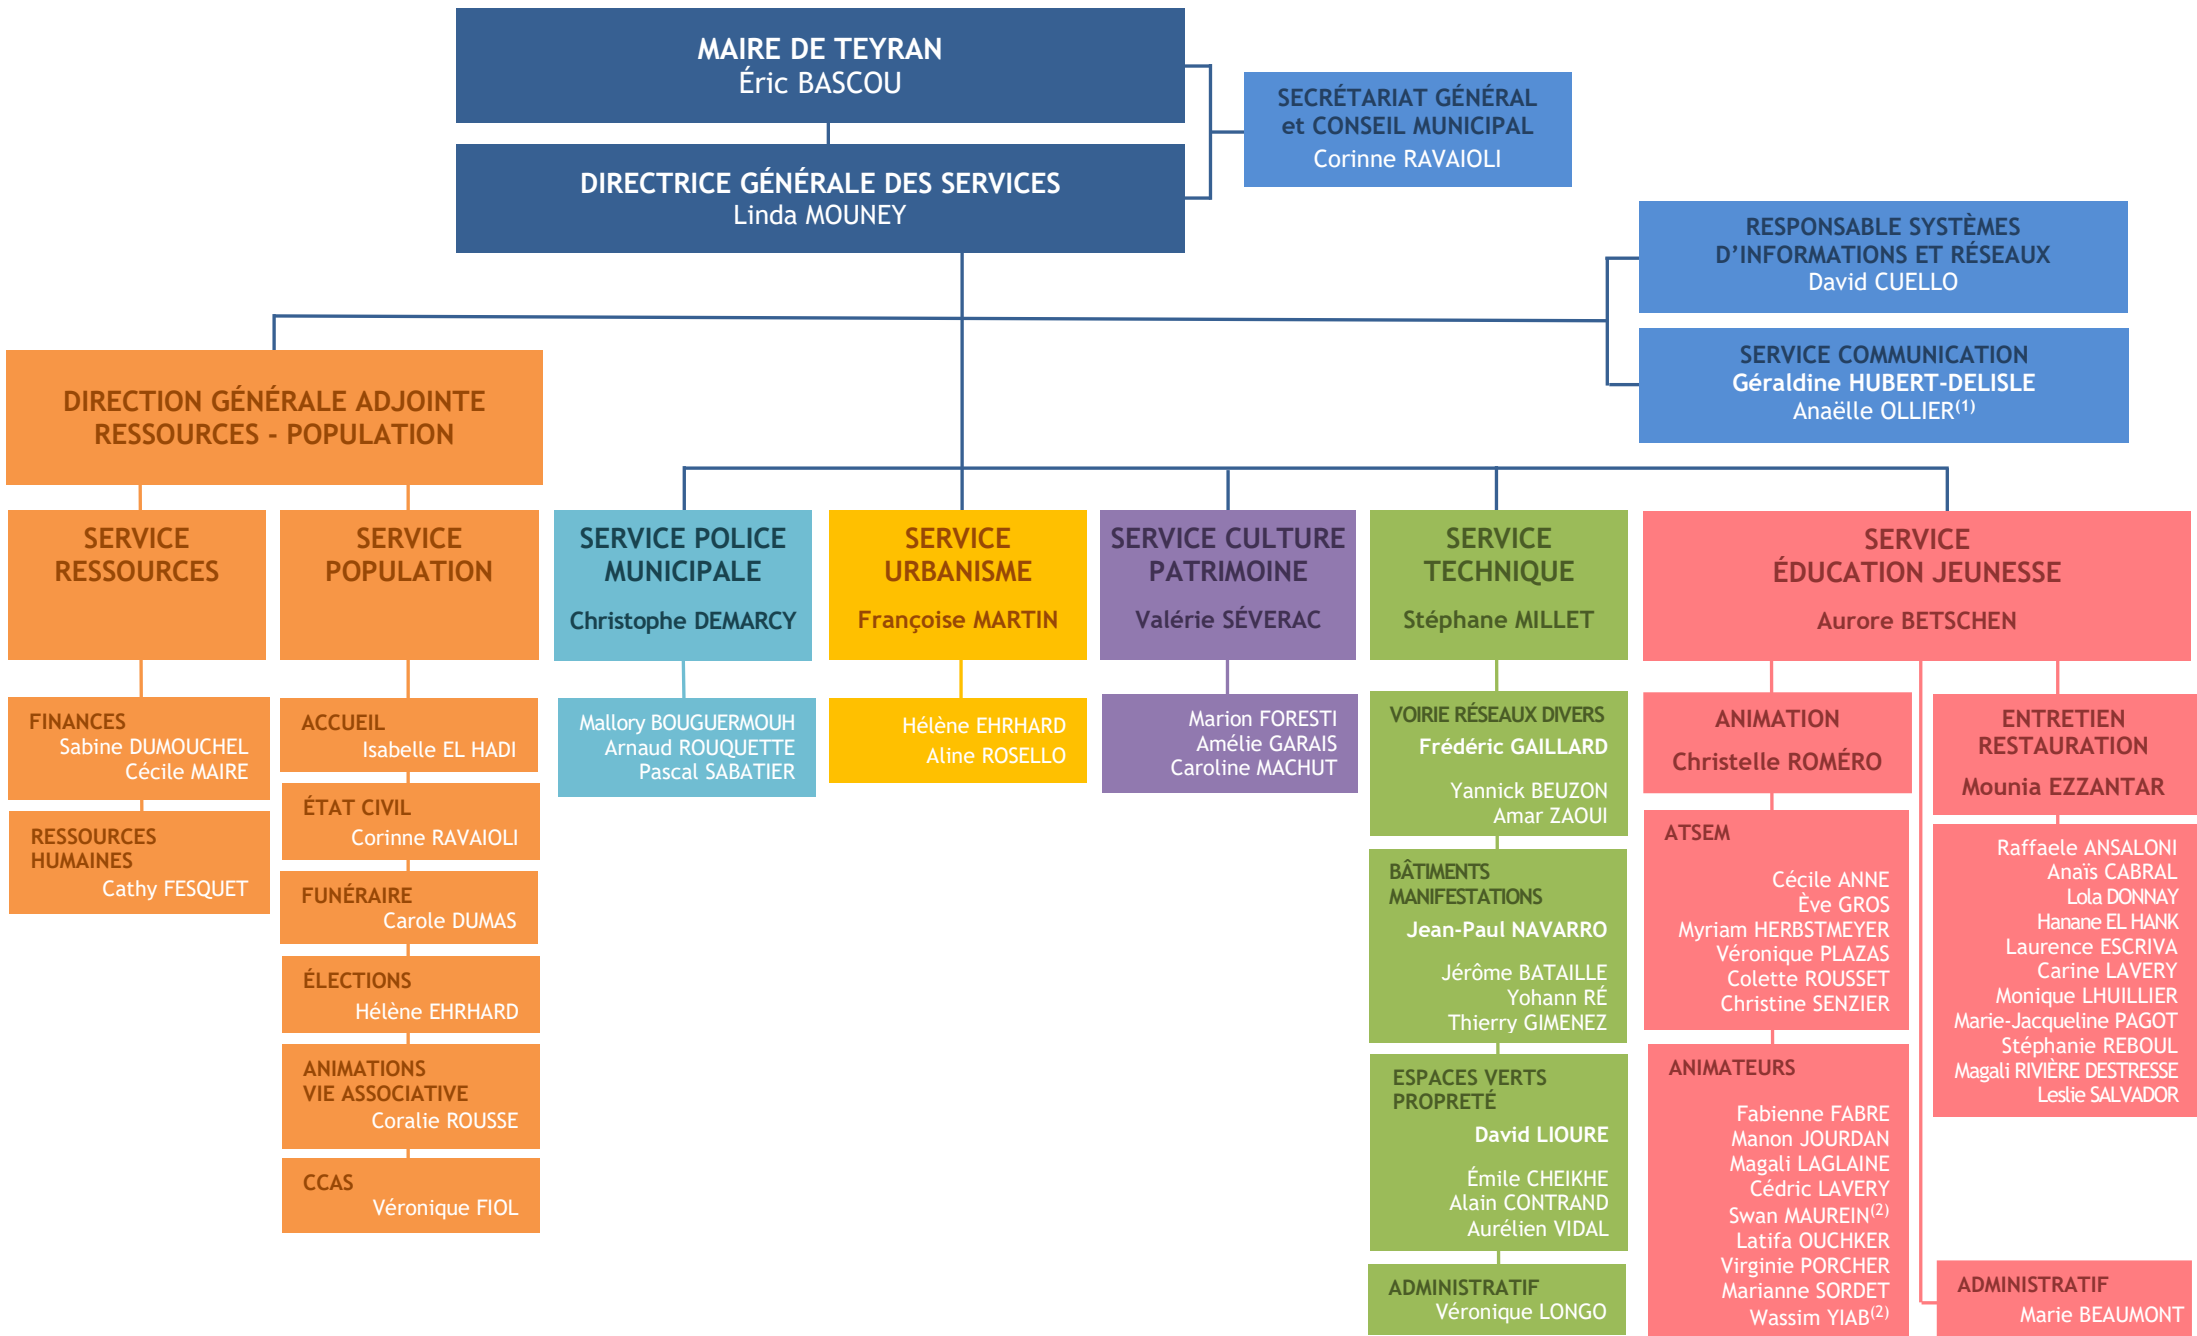 MAIRE DE TEYRAN
Éric BASCOU
SECRÉTARIAT GÉNÉRAL
et CONSEIL MUNICIPAL
Corinne RAVAIOLI
DIRECTRICE GÉNÉRALE DES SERVICES
Linda MOUNEY
RESPONSABLE SYSTÈMES
D’INFORMATIONS ET RÉSEAUX
David CUELLO
SERVICE COMMUNICATION
Géraldine HUBERT-DELISLE
Anaëlle OLLIER(1)
DIRECTION GÉNÉRALE ADJOINTE
RESSOURCES - POPULATION
SERVICE
RESSOURCES
FINANCES
Sabine DUMOUCHEL
Cécile MAIRE
RESSOURCES
HUMAINES
Cathy FESQUET
SERVICE
POPULATION
ACCUEIL
Isabelle EL HADI
ÉTAT CIVIL
Corinne RAVAIOLI
FUNÉRAIRE
Carole DUMAS
ÉLECTIONS
Hélène EHRHARD
ANIMATIONS
VIE ASSOCIATIVE
Coralie ROUSSE
CCAS
Véronique FIOL
SERVICE POLICE
MUNICIPALE
Christophe DEMARCY
Mallory BOUGUERMOUH
Arnaud ROUQUETTE
Pascal SABATIER
SERVICE
URBANISME
Françoise MARTIN
Hélène EHRHARD
Aline ROSELLO
SERVICE CULTURE
PATRIMOINE
Valérie SÉVERAC
Marion FORESTI
Amélie GARAIS
Caroline MACHUT
SERVICE
TECHNIQUE
Stéphane MILLET
VOIRIE RÉSEAUX DIVERS
Frédéric GAILLARD
Yannick BEUZON
Amar ZAOUI
BÂTIMENTS
MANIFESTATIONS
Jean-Paul NAVARRO
Jérôme BATAILLE
Yohann RÉ
Thierry GIMENEZ
ESPACES VERTS
PROPRETÉ
David LIOURE
Émile CHEIKHE
Alain CONTRAND
Aurélien VIDAL
ADMINISTRATIF
Véronique LONGO
SERVICE
ÉDUCATION JEUNESSE
Aurore BETSCHEN
ANIMATION
Christelle ROMÉRO
ATSEM
Cécile ANNE
Ève GROS
Myriam HERBSTMEYER
Véronique PLAZAS
Colette ROUSSET
Christine SENZIER
ANIMATEURS
Fabienne FABRE
Manon JOURDAN
Magali LAGLAINE
Cédric LAVERY
Swan MAUREIN(2)
Latifa OUCHKER
Virginie PORCHER
Marianne SORDET
Wassim YIAB(2)
ENTRETIEN
RESTAURATION
Mounia EZZANTAR
Raffaele ANSALONI
Anaïs CABRAL
Lola DONNAY
Hanane EL HANK
Laurence ESCRIVA
Carine LAVERY
Monique LHUILLIER
Marie-Jacqueline PAGOT
Stéphanie REBOUL
Magali RIVIÈRE DESTRESSE
Leslie SALVADOR
ADMINISTRATIF
Marie BEAUMONT